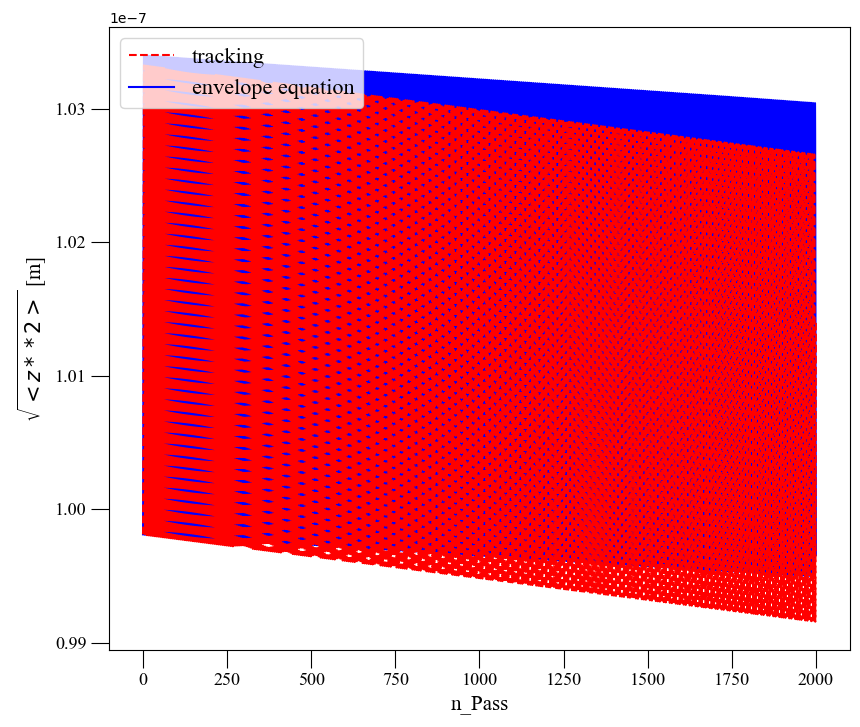 1e−7
tracking
envelope equation
1.03
1.02
1.01
1.00
0.99
√<z**2> [m]
0 250 500 750 1000 1250 1500 1750 2000
n_Pass